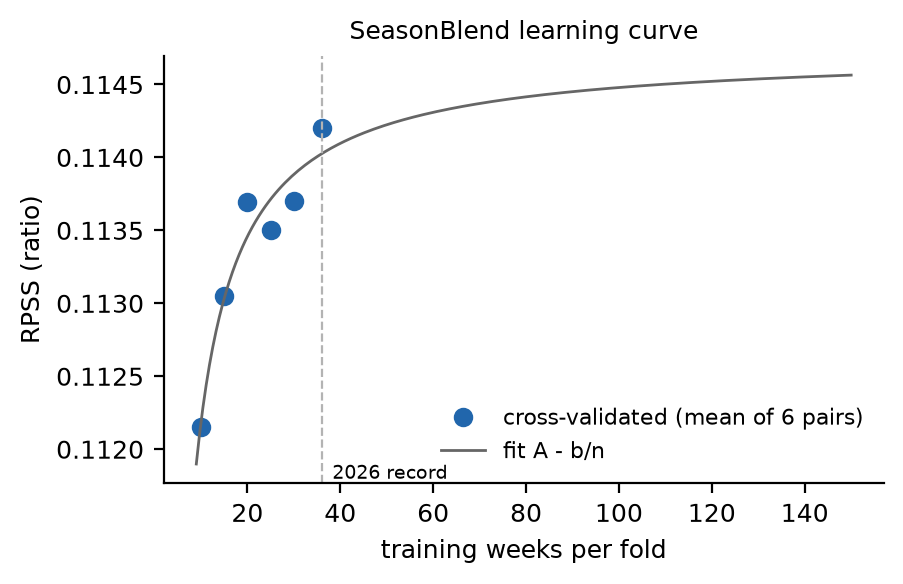 SeasonBlend learning curve
RPSS (ratio)
0.1145
0.1140
0.1135
0.1130
0.1125
0.1120
cross-validated (mean of 6 pairs)
fit A - b/n
2026 record
20 40 60 80 100 120 140
training weeks per fold